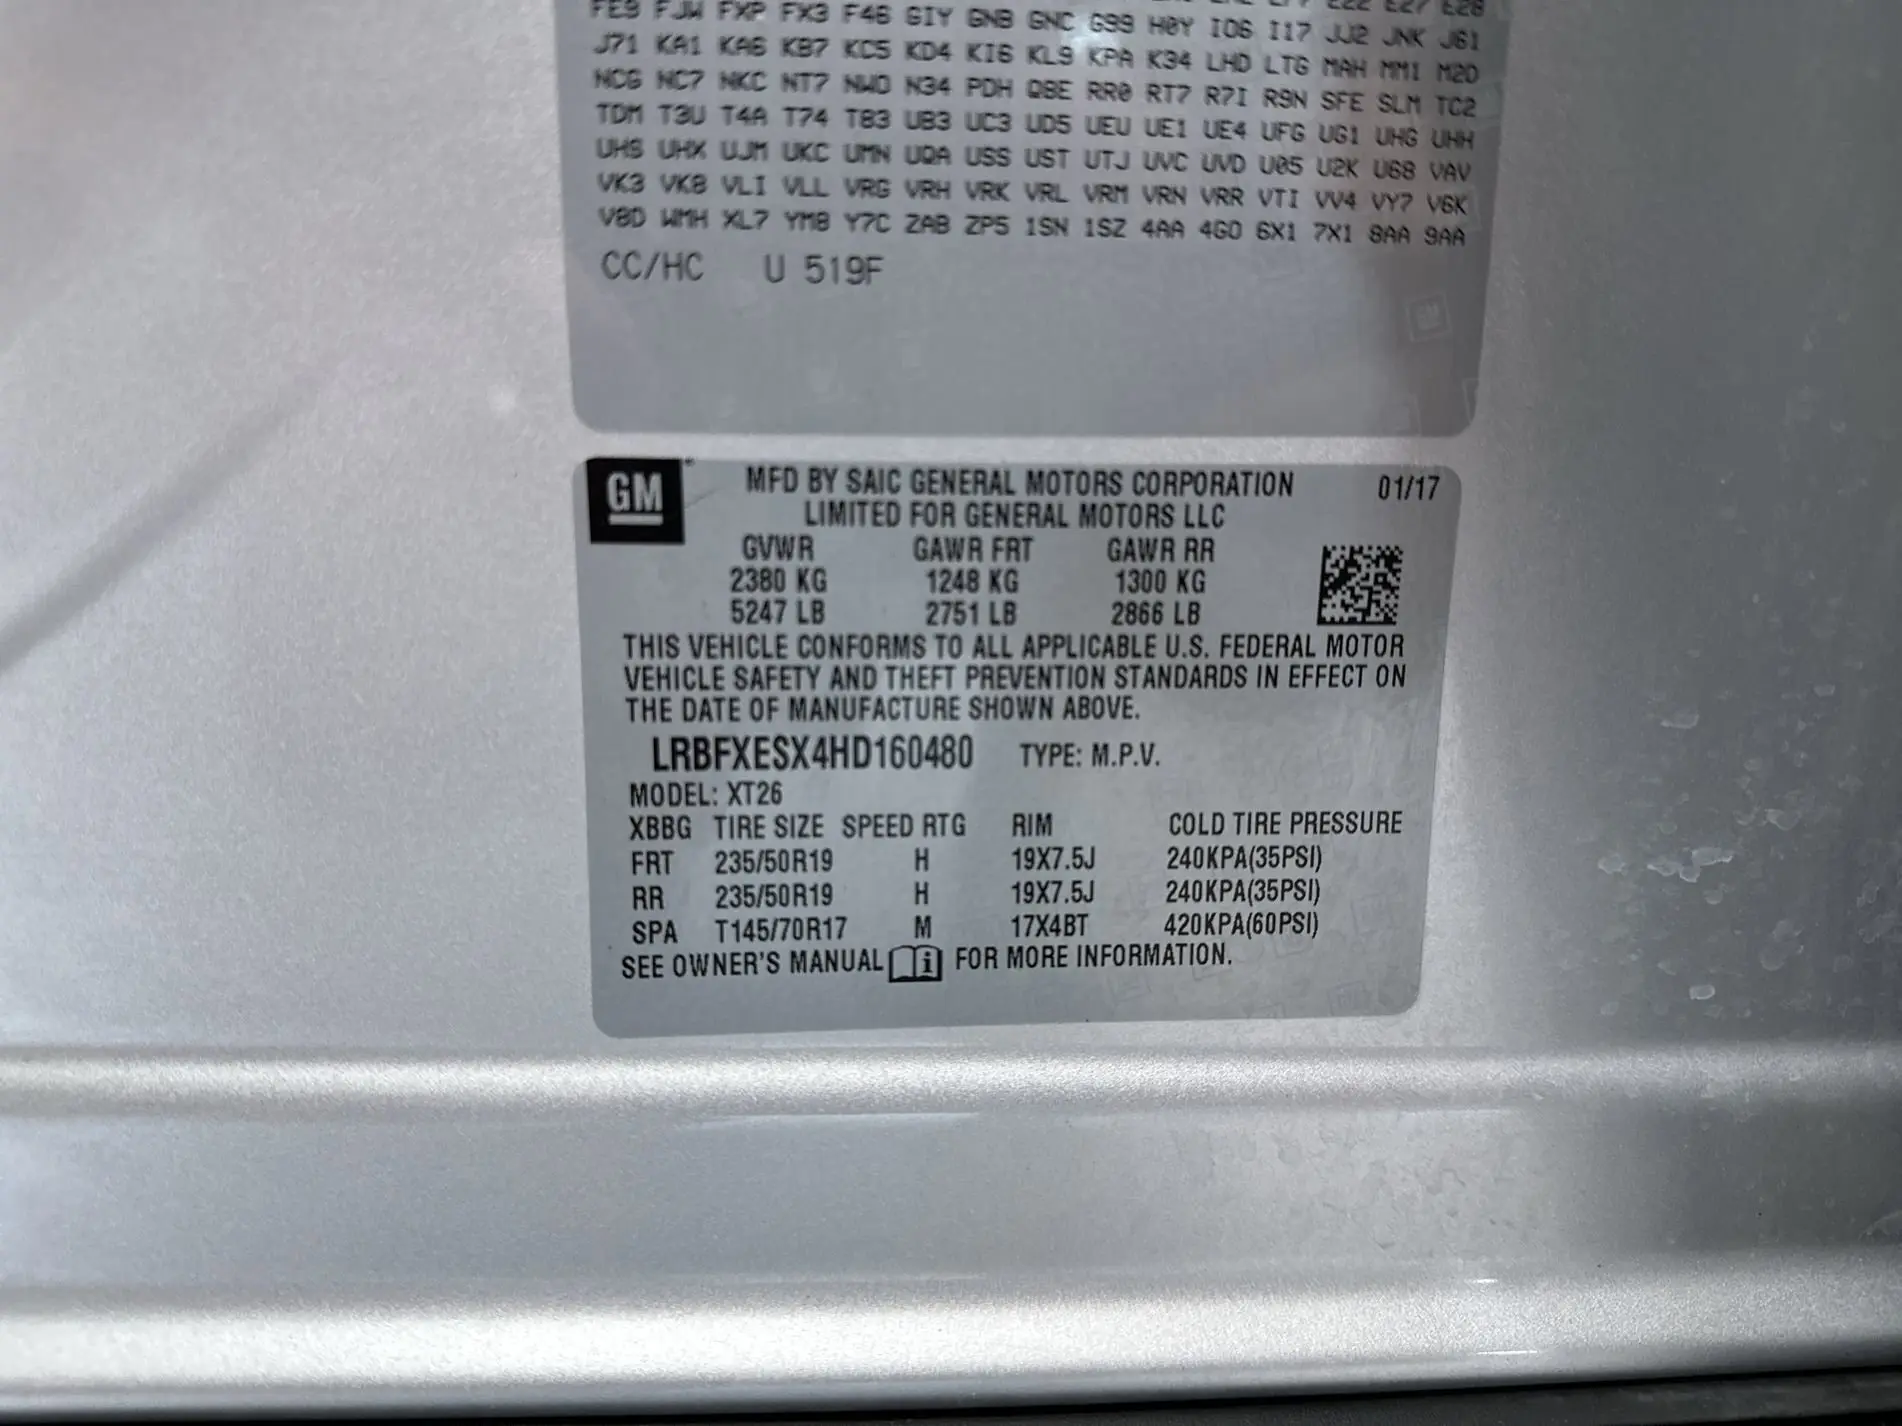 E22 E27 E28
FE9 FJW FXP FX3 F46 GIY GNB GNC G99 H0Y IO6 I17 JJ2 JNK J61
J71 KA1 KA6 KB7 KC5 KD4 KI6 KL9 KPA K34 LHD LTG MAH MM1 M2D
NCG NC7 NKC NT7 NWD N34 PDH Q8E RR0 RT7 R7I R9N SFE SLM TC2
TDM T3U T4A T74 T83 UB3 UC3 UD5 UEU UE1 UE4 UFG UG1 UHG UHH
UHS UHX UJM UKC UMN UQA USS UST UTJ UVC UVD U05 U2K U68 VAV
VK3 VK8 VLI VLL VRG VRH VRK VRL VRM VRN VRR VTI VV4 VY7 V6K
V8D WMH XL7 YM8 Y7C ZAB ZP5 1SN 1SZ 4AA 4GO 6X1 7X1 8AA 9AA
CC/HC U 519F
GM
MFD BY SAIC GENERAL MOTORS CORPORATION 01/17
LIMITED FOR GENERAL MOTORS LLC
GVWR GAWR FRT GAWR RR
2380 KG 1248 KG 1300 KG
5247 LB 2751 LB 2866 LB
THIS VEHICLE CONFORMS TO ALL APPLICABLE U.S. FEDERAL MOTOR
VEHICLE SAFETY AND THEFT PREVENTION STANDARDS IN EFFECT ON
THE DATE OF MANUFACTURE SHOWN ABOVE.
LRBFXESX4HD160480 TYPE: M.P.V.
MODEL: XT26
XBBG TIRE SIZE SPEED RTG RIM COLD TIRE PRESSURE
FRT 235/50R19 H 19X7.5J 240KPA(35PSI)
RR 235/50R19 H 19X7.5J 240KPA(35PSI)
SPA T145/70R17 M 17X4BT 420KPA(60PSI)
SEE OWNER'S MANUAL i FOR MORE INFORMATION.